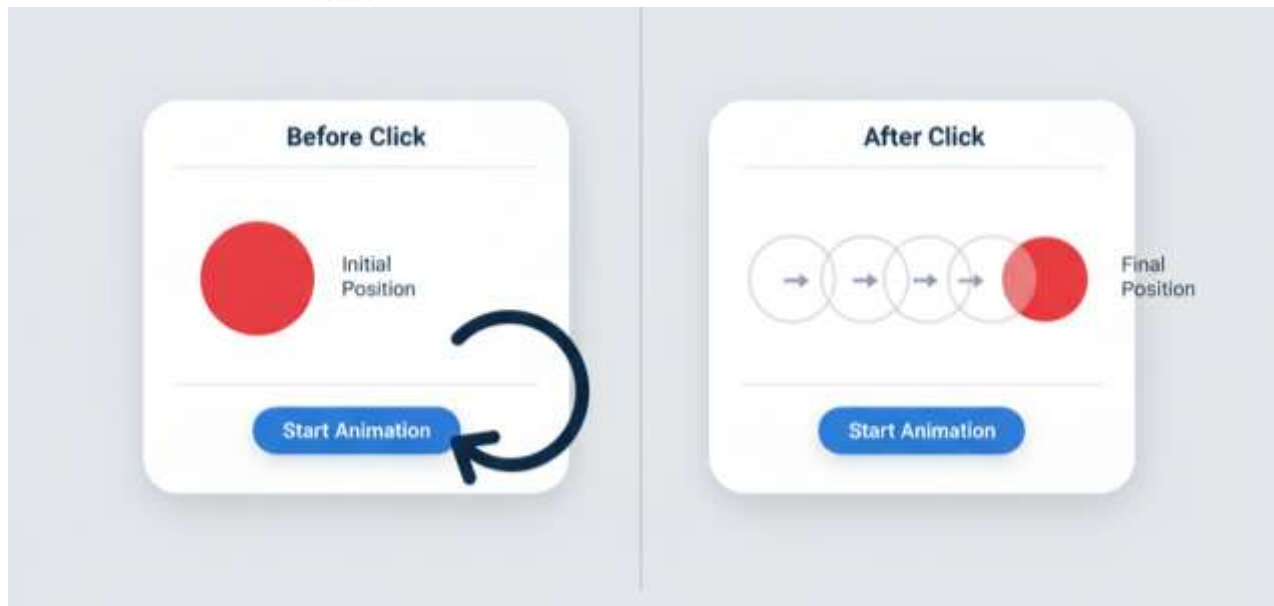 Before Click
Initial
Position
Start Animation
After Click
Final
Position
Start Animation